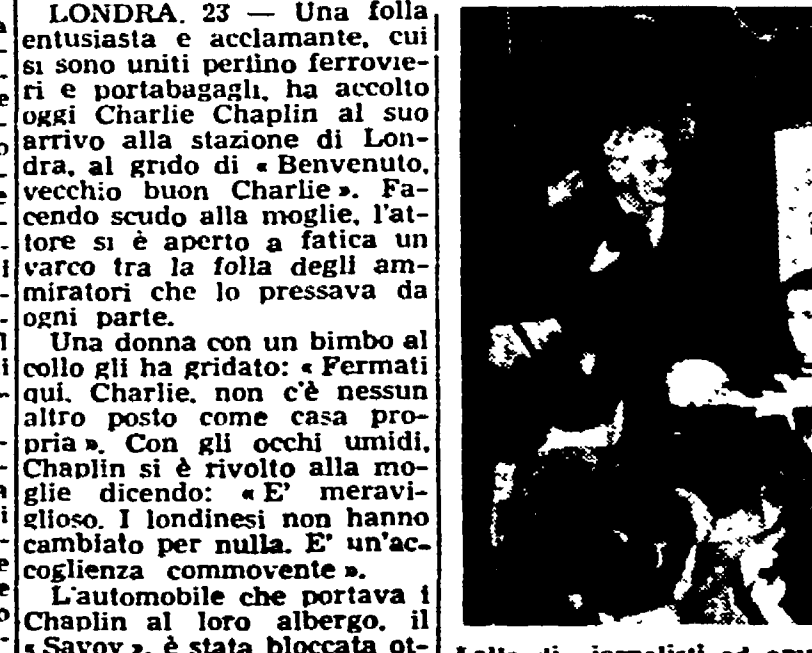 LONDRA. 23 — Una folla
entusiasta e acclamante, cui
si sono uniti perfino ferrovie-
ri e portabagagli, ha accolto
oggi Charlie Chaplin al suo
arrivo alla stazione di Lon-
dra, al grido di « Benvenuto,
vecchio buon Charlie ». Fa-
cendo scudo alla moglie, l'at-
tore si è aperto a fatica un
varco tra la folla degli am-
miratori che lo pressava da
ogni parte.
Una donna con un bimbo al
collo gli ha gridato: « Fermati
qui, Charlie, non c'è nessun
altro posto come casa pro-
pria ». Con gli occhi umidi,
Chaplin si è rivolto alla mo-
glie dicendo: « E' meravi-
glioso. I londinesi non hanno
cambiato per nulla. E' un'ac-
coglienza commovente ».
L'automobile che portava i
Chaplin al loro albergo, il
« Savoy », è stata bloccata ot-